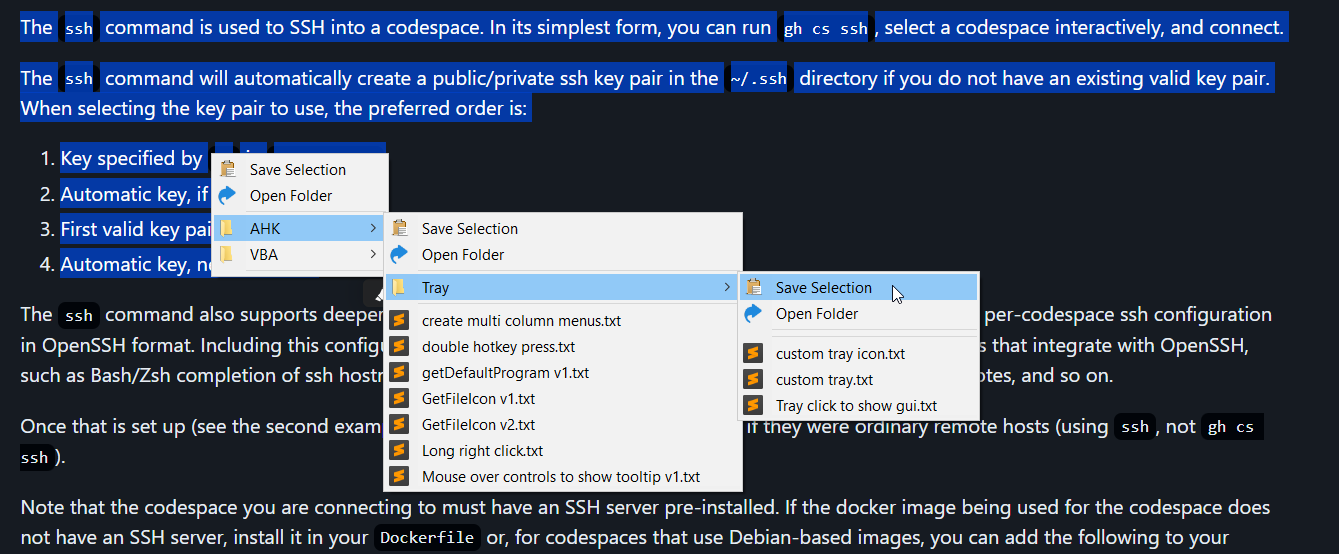 The ssh command is used to SSH into a codespace. In its simplest form, you can run gh cs ssh, select a codespace interactively, and connect.
The ssh command will automatically create a public/private ssh key pair in the ~/.ssh directory if you do not have an existing valid key pair.
When selecting the key pair to use, the preferred order is:
1. Key specified by
2. Automatic key, if
3. First valid key pai
4. Automatic key, n
Save Selection
Open Folder
AHK
VBA
Save Selection
Open Folder
Tray
create multi column menus.txt
double hotkey press.txt
getDefaultProgram v1.txt
GetFileIcon v1.txt
GetFileIcon v2.txt
Long right click.txt
Mouse over controls to show tooltip v1.txt
Save Selection
Open Folder
custom tray icon.txt
custom tray.txt
Tray click to show gui.txt
The ssh command also supports deeper per-codespace ssh configuration
in OpenSSH format. Including this config s that integrate with OpenSSH,
such as Bash/Zsh completion of ssh host otes, and so on.
Once that is set up (see the second exam if they were ordinary remote hosts (using ssh, not gh cs
ssh).
Note that the codespace you are connecting to must have an SSH server pre-installed. If the docker image being used for the codespace does
not have an SSH server, install it in your Dockerfile or, for codespaces that use Debian-based images, you can add the following to your